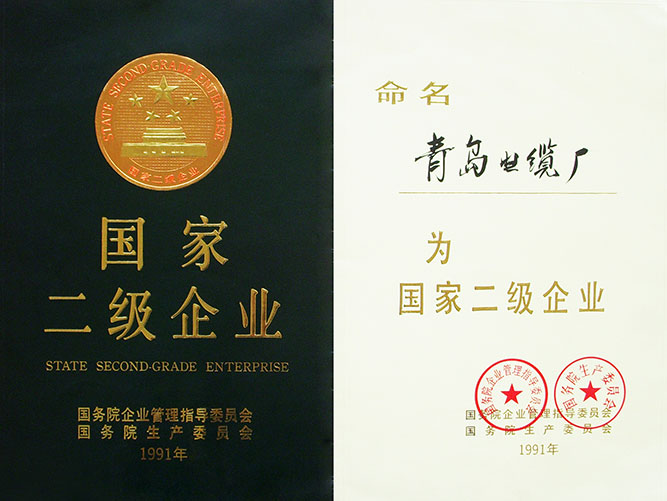 STATE SECOND-GRADE ENTERPRISE
国家二级企业
国家
二级企业
STATE SECOND-GRADE ENTERPRISE
国务院企业管理指导委员会
国务院生产委员会
1991年
命名
青岛电缆厂
为
国家二级企业
国务院企业管理指导委员会
国务院生产委员会
国务院企业管理指导委员会
国务院生产委员会
1991年